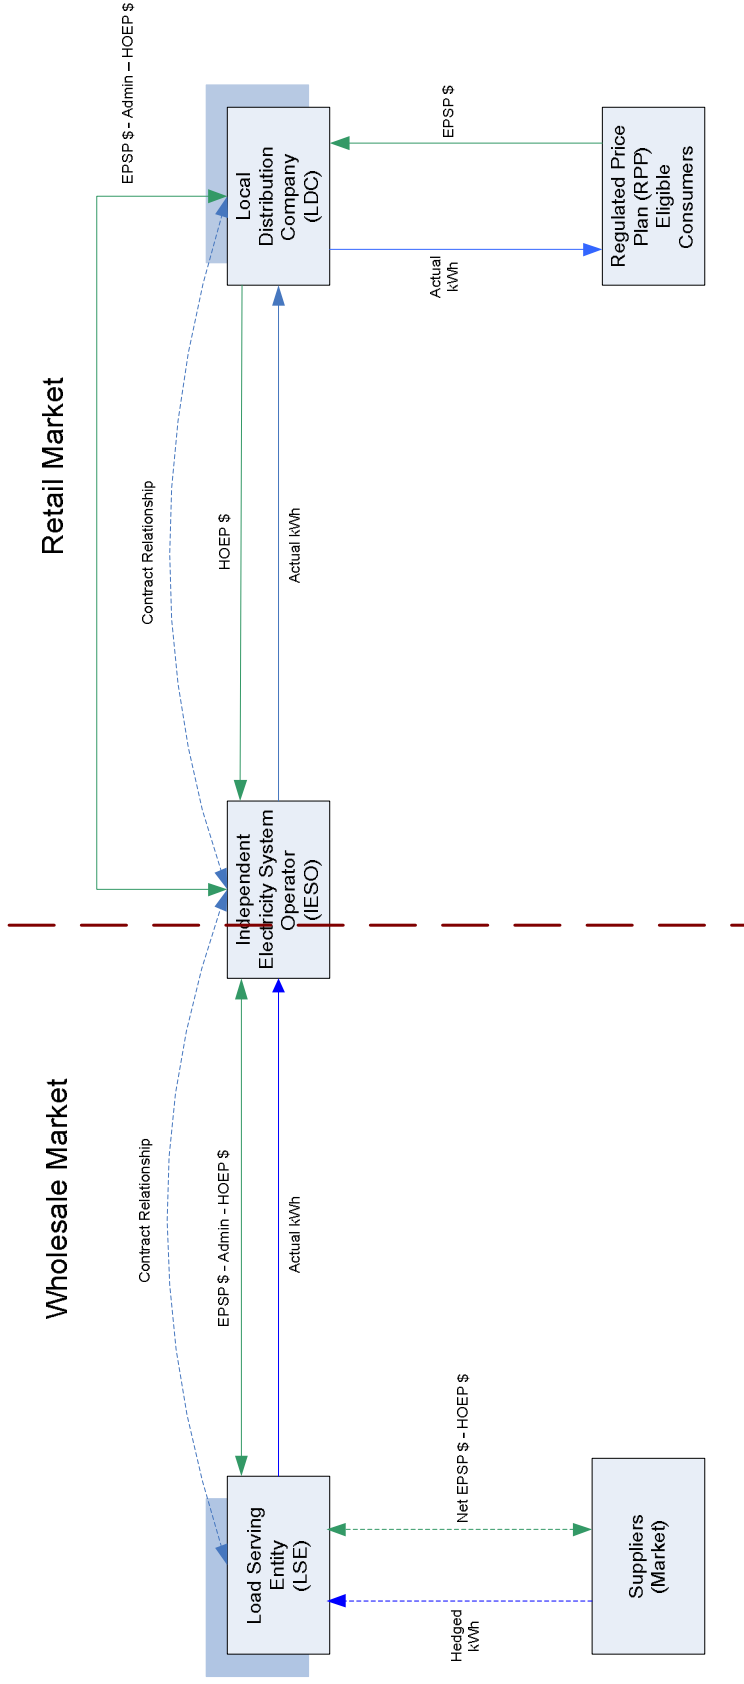 Wholesale Market
Retail Market
EPSP $ - Admin – HOEP $
Contract Relationship
Contract Relationship
Load Serving
Entity
(LSE)
EPSP $ - Admin - HOEP $
Actual kWh
Independent
Electricity System
Operator
(IESO)
HOEP $
Actual kWh
Local
Distribution
Company
(LDC)
Hedged
kWh
Net EPSP $ - HOEP $
Actual
kWh
EPSP $
Suppliers
(Market)
Regulated Price
Plan (RPP)
Eligible
Consumers